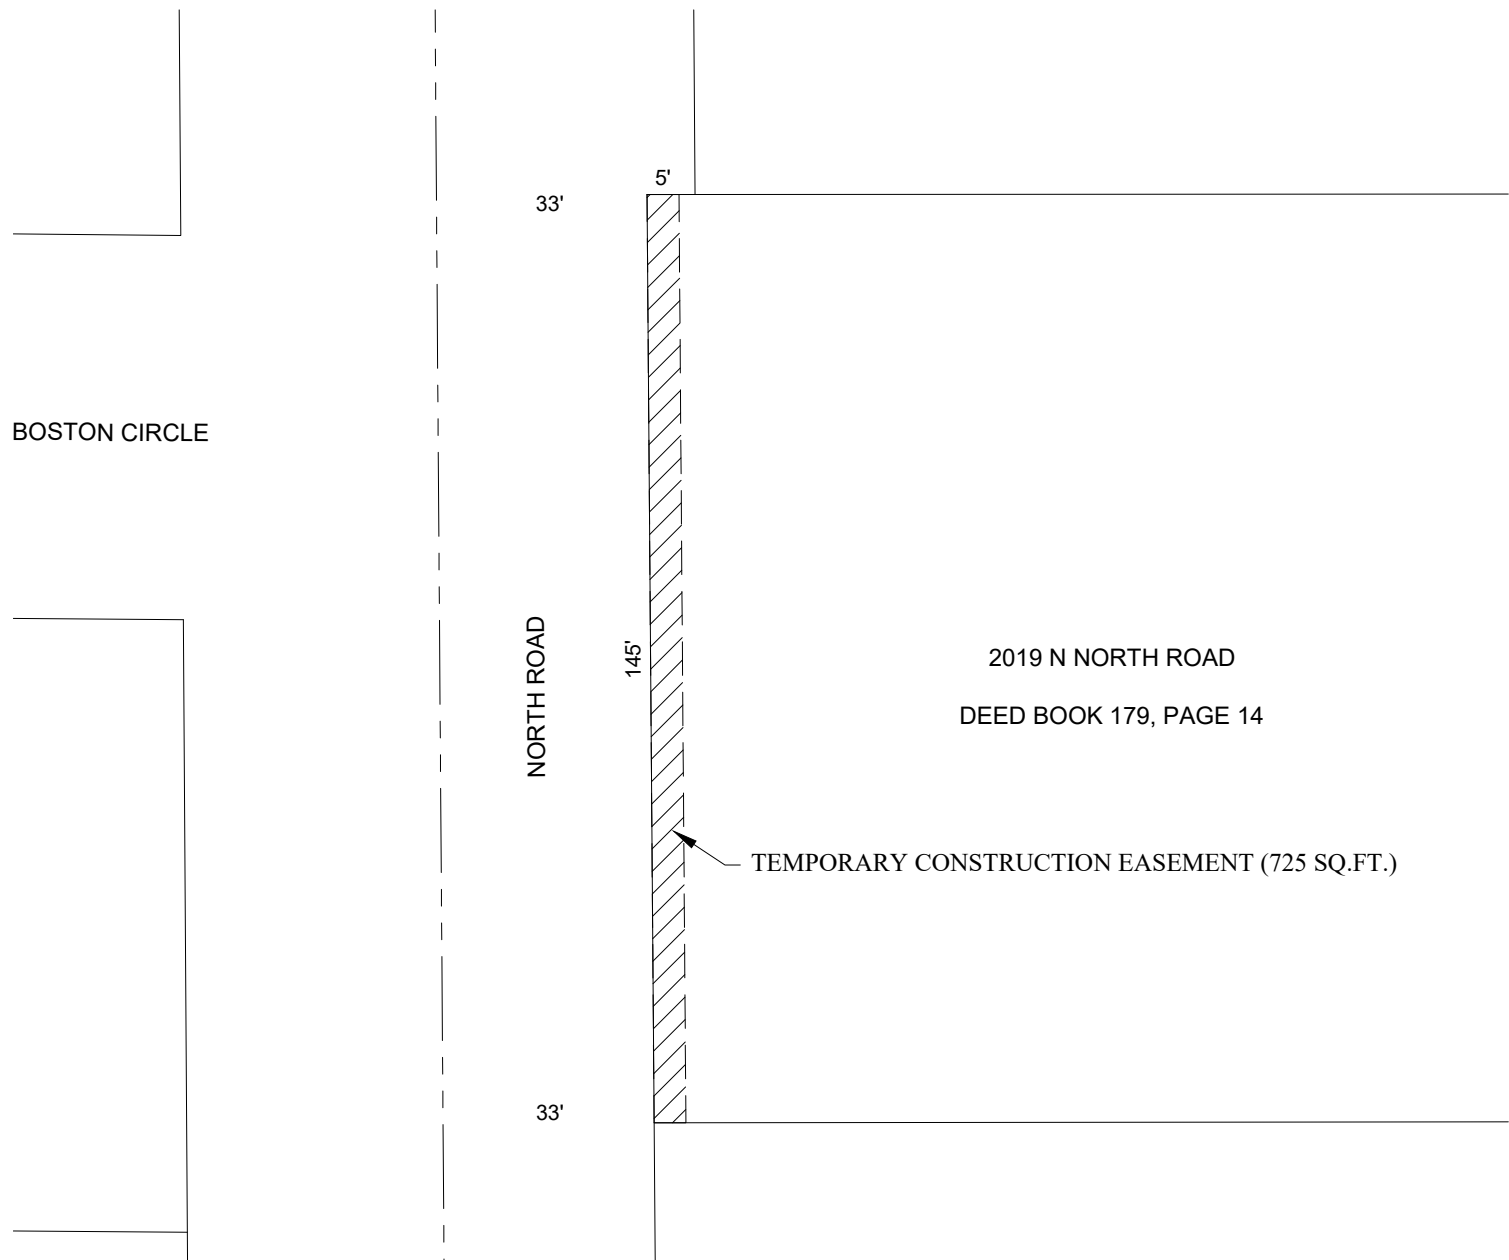 5'
33'
BOSTON CIRCLE
NORTH ROAD
145'
2019 N NORTH ROAD
DEED BOOK 179, PAGE 14
TEMPORARY CONSTRUCTION EASEMENT (725 SQ.FT.)
33'